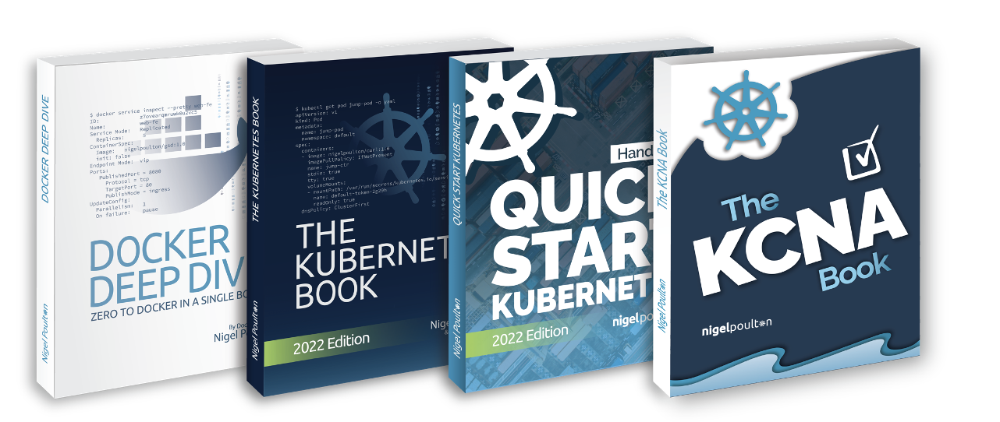 DOCKER DEEP DIVE
Nigel Poulton
$ docker service inspect --pretty web-fe
ID: z7ovearqmruwk0u2vc5
Name: web-fe
Service Mode: Replicated
Replicas: 5
ContainerSpec:
Image: nigelpoulton/gsd:1.0
init: false
Endpoint Mode: vip
Ports:
PublishedPort = 8080
Protocol = tcp
TargetPort = 80
PublishMode = ingress
UpdateConfig:
Parallelism: 1
On failure: pause
DOCKER
DEEP DIV
ZERO TO DOCKER IN A SINGLE BO
By Doc
Nigel P
THE KUBERNETES BOOK
Nigel Poulton
$ kubectl get pod jump-pod -o yaml
apiVersion: v1
kind: Pod
metadata:
name: jump-pod
namespace: default
spec:
containers:
- image: nigelpoulton/curl:1.0
imagePullPolicy: IfNotPresent
name: jump-ctr
stdin: true
tty: true
volumeMounts:
- mountPath: /var/run/secrets/kubernetes.io/serv
name: default-token-2g29h
readOnly: true
dnsPolicy: ClusterFirst
THE
KUBERNET
BOOK
2022 Edition
Nige
QUICK START KUBERNETES
Nigel Poulton
Hand
QUICK
START
KUBERNET
2022 Edition
nigelpo
The KCNA Book
Nigel Poulton
The
KCNA
Book
nigelpoulton